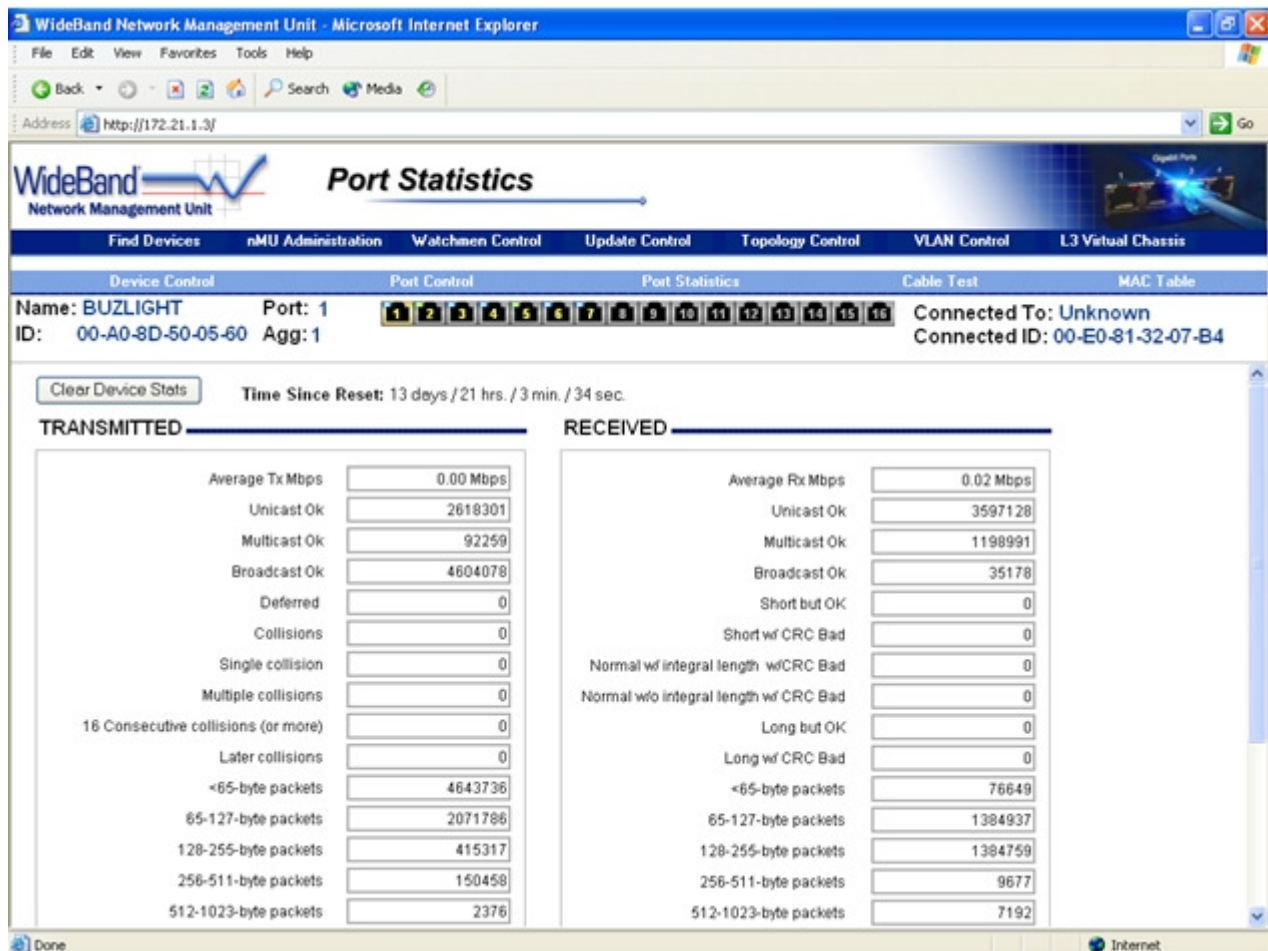 WideBand Network Management Unit - Microsoft Internet Explorer
File Edit View Favorites Tools Help
Back Search Media
Address http://172.21.1.3/ Go
WideBand
Network Management Unit
Port Statistics
Gigabit Ports
1 2 3 4
Find Devices nMU Administration Watchmen Control Update Control Topology Control VLAN Control L3 Virtual Chassis
Device Control Port Control Port Statistics Cable Test MAC Table
Name: BUZLIGHT Port: 1 1 2 3 4 5 6 7 8 9 10 11 12 13 14 15 16 Connected To: Unknown
ID: 00-A0-8D-50-05-60 Agg: 1 Connected ID: 00-E0-81-32-07-B4
Clear Device Stats Time Since Reset: 13 days / 21 hrs. / 3 min. / 34 sec.
TRANSMITTED RECEIVED
Average Tx Mbps 0.00 Mbps Average Rx Mbps 0.02 Mbps
Unicast Ok 2618301 Unicast Ok 3597128
Multicast Ok 92259 Multicast Ok 1198991
Broadcast Ok 4604078 Broadcast Ok 35178
Deferred 0 Short but OK 0
Collisions 0 Short w/ CRC Bad 0
Single collision 0 Normal w/ integral length w/CRC Bad 0
Multiple collisions 0 Normal w/o integral length w/ CRC Bad 0
16 Consecutive collisions (or more) 0 Long but OK 0
Later collisions 0 Long w/ CRC Bad 0
<65-byte packets 4643736 <65-byte packets 76649
65-127-byte packets 2071786 65-127-byte packets 1384937
128-255-byte packets 415317 128-255-byte packets 1384759
256-511-byte packets 150458 256-511-byte packets 9677
512-1023-byte packets 2376 512-1023-byte packets 7192
Done Internet